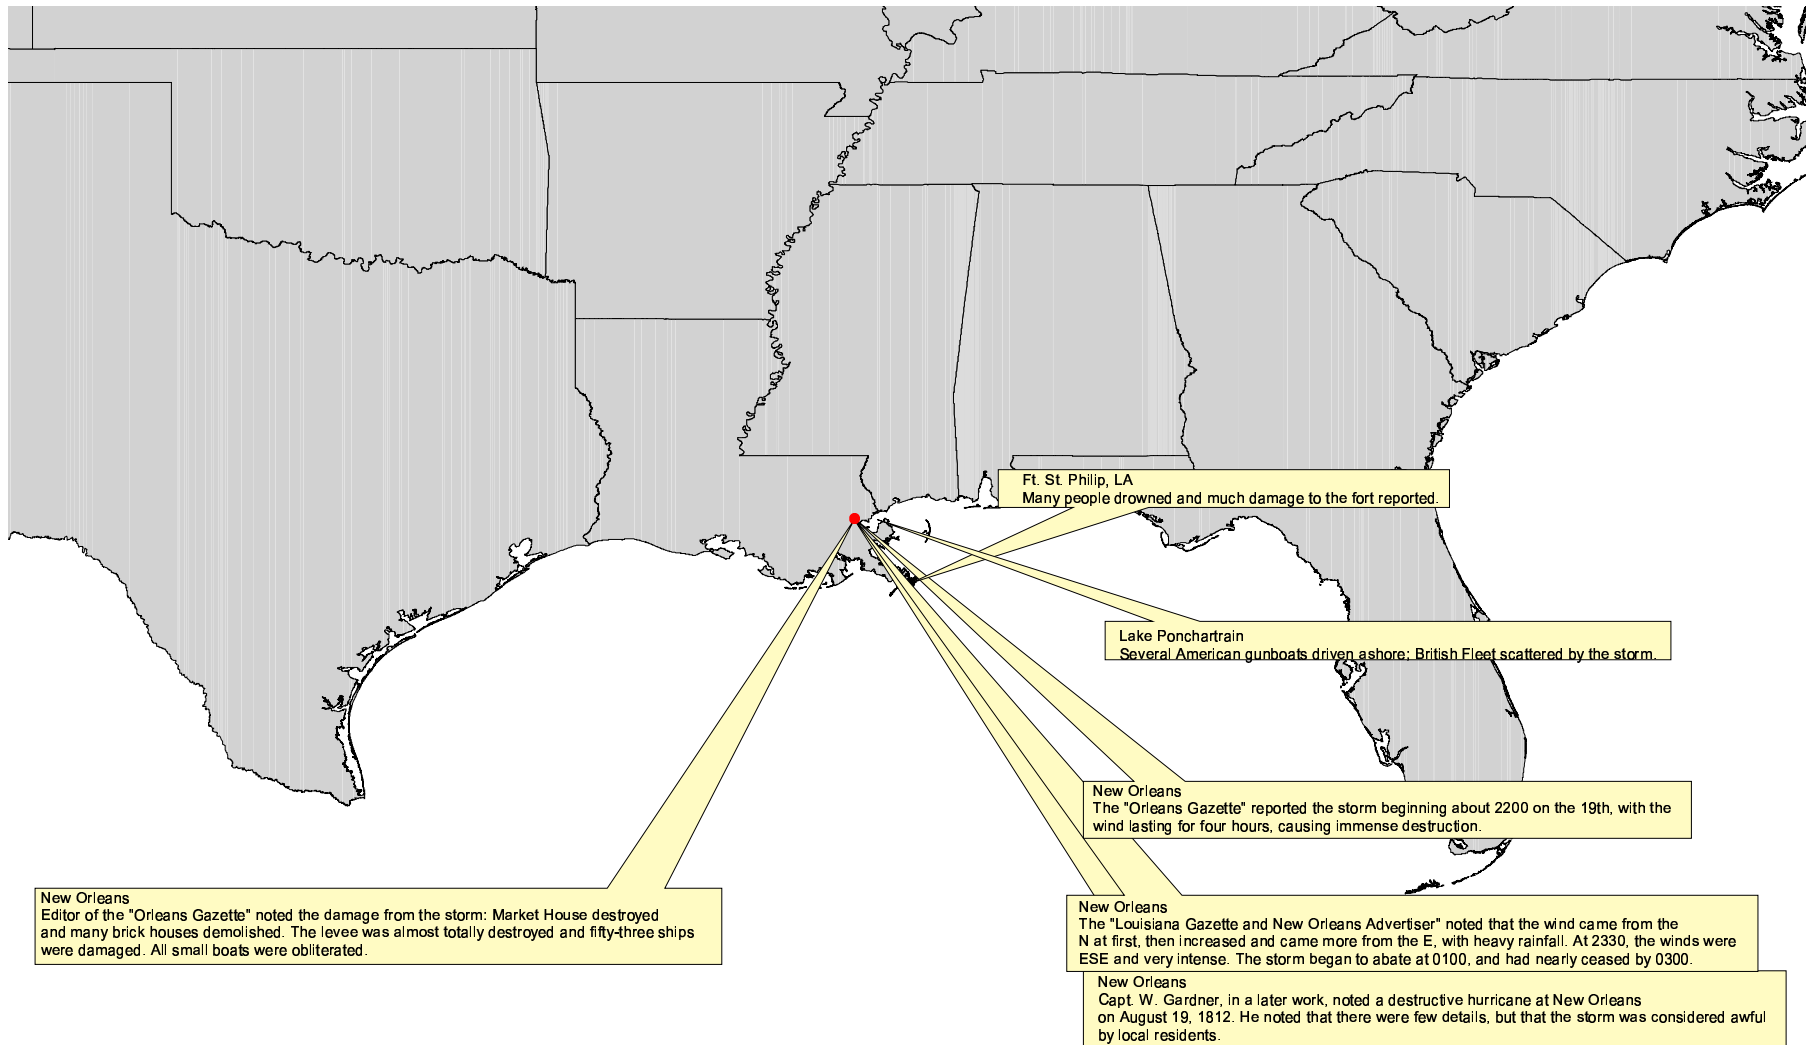 Ft. St. Philip, LA
Many people drowned and much damage to the fort reported.
Lake Ponchartrain
Several American gunboats driven ashore; British Fleet scattered by the storm.
New Orleans
The "Orleans Gazette" reported the storm beginning about 2200 on the 19th, with the
wind lasting for four hours, causing immense destruction.
New Orleans
Editor of the "Orleans Gazette" noted the damage from the storm: Market House destroyed
and many brick houses demolished. The levee was almost totally destroyed and fifty-three ships
were damaged. All small boats were obliterated.
New Orleans
The "Louisiana Gazette and New Orleans Advertiser" noted that the wind came from the
N at first, then increased and came more from the E, with heavy rainfall. At 2330, the winds were
ESE and very intense. The storm began to abate at 0100, and had nearly ceased by 0300.
New Orleans
Capt. W. Gardner, in a later work, noted a destructive hurricane at New Orleans
on August 19, 1812. He noted that there were few details, but that the storm was considered awful
by local residents.